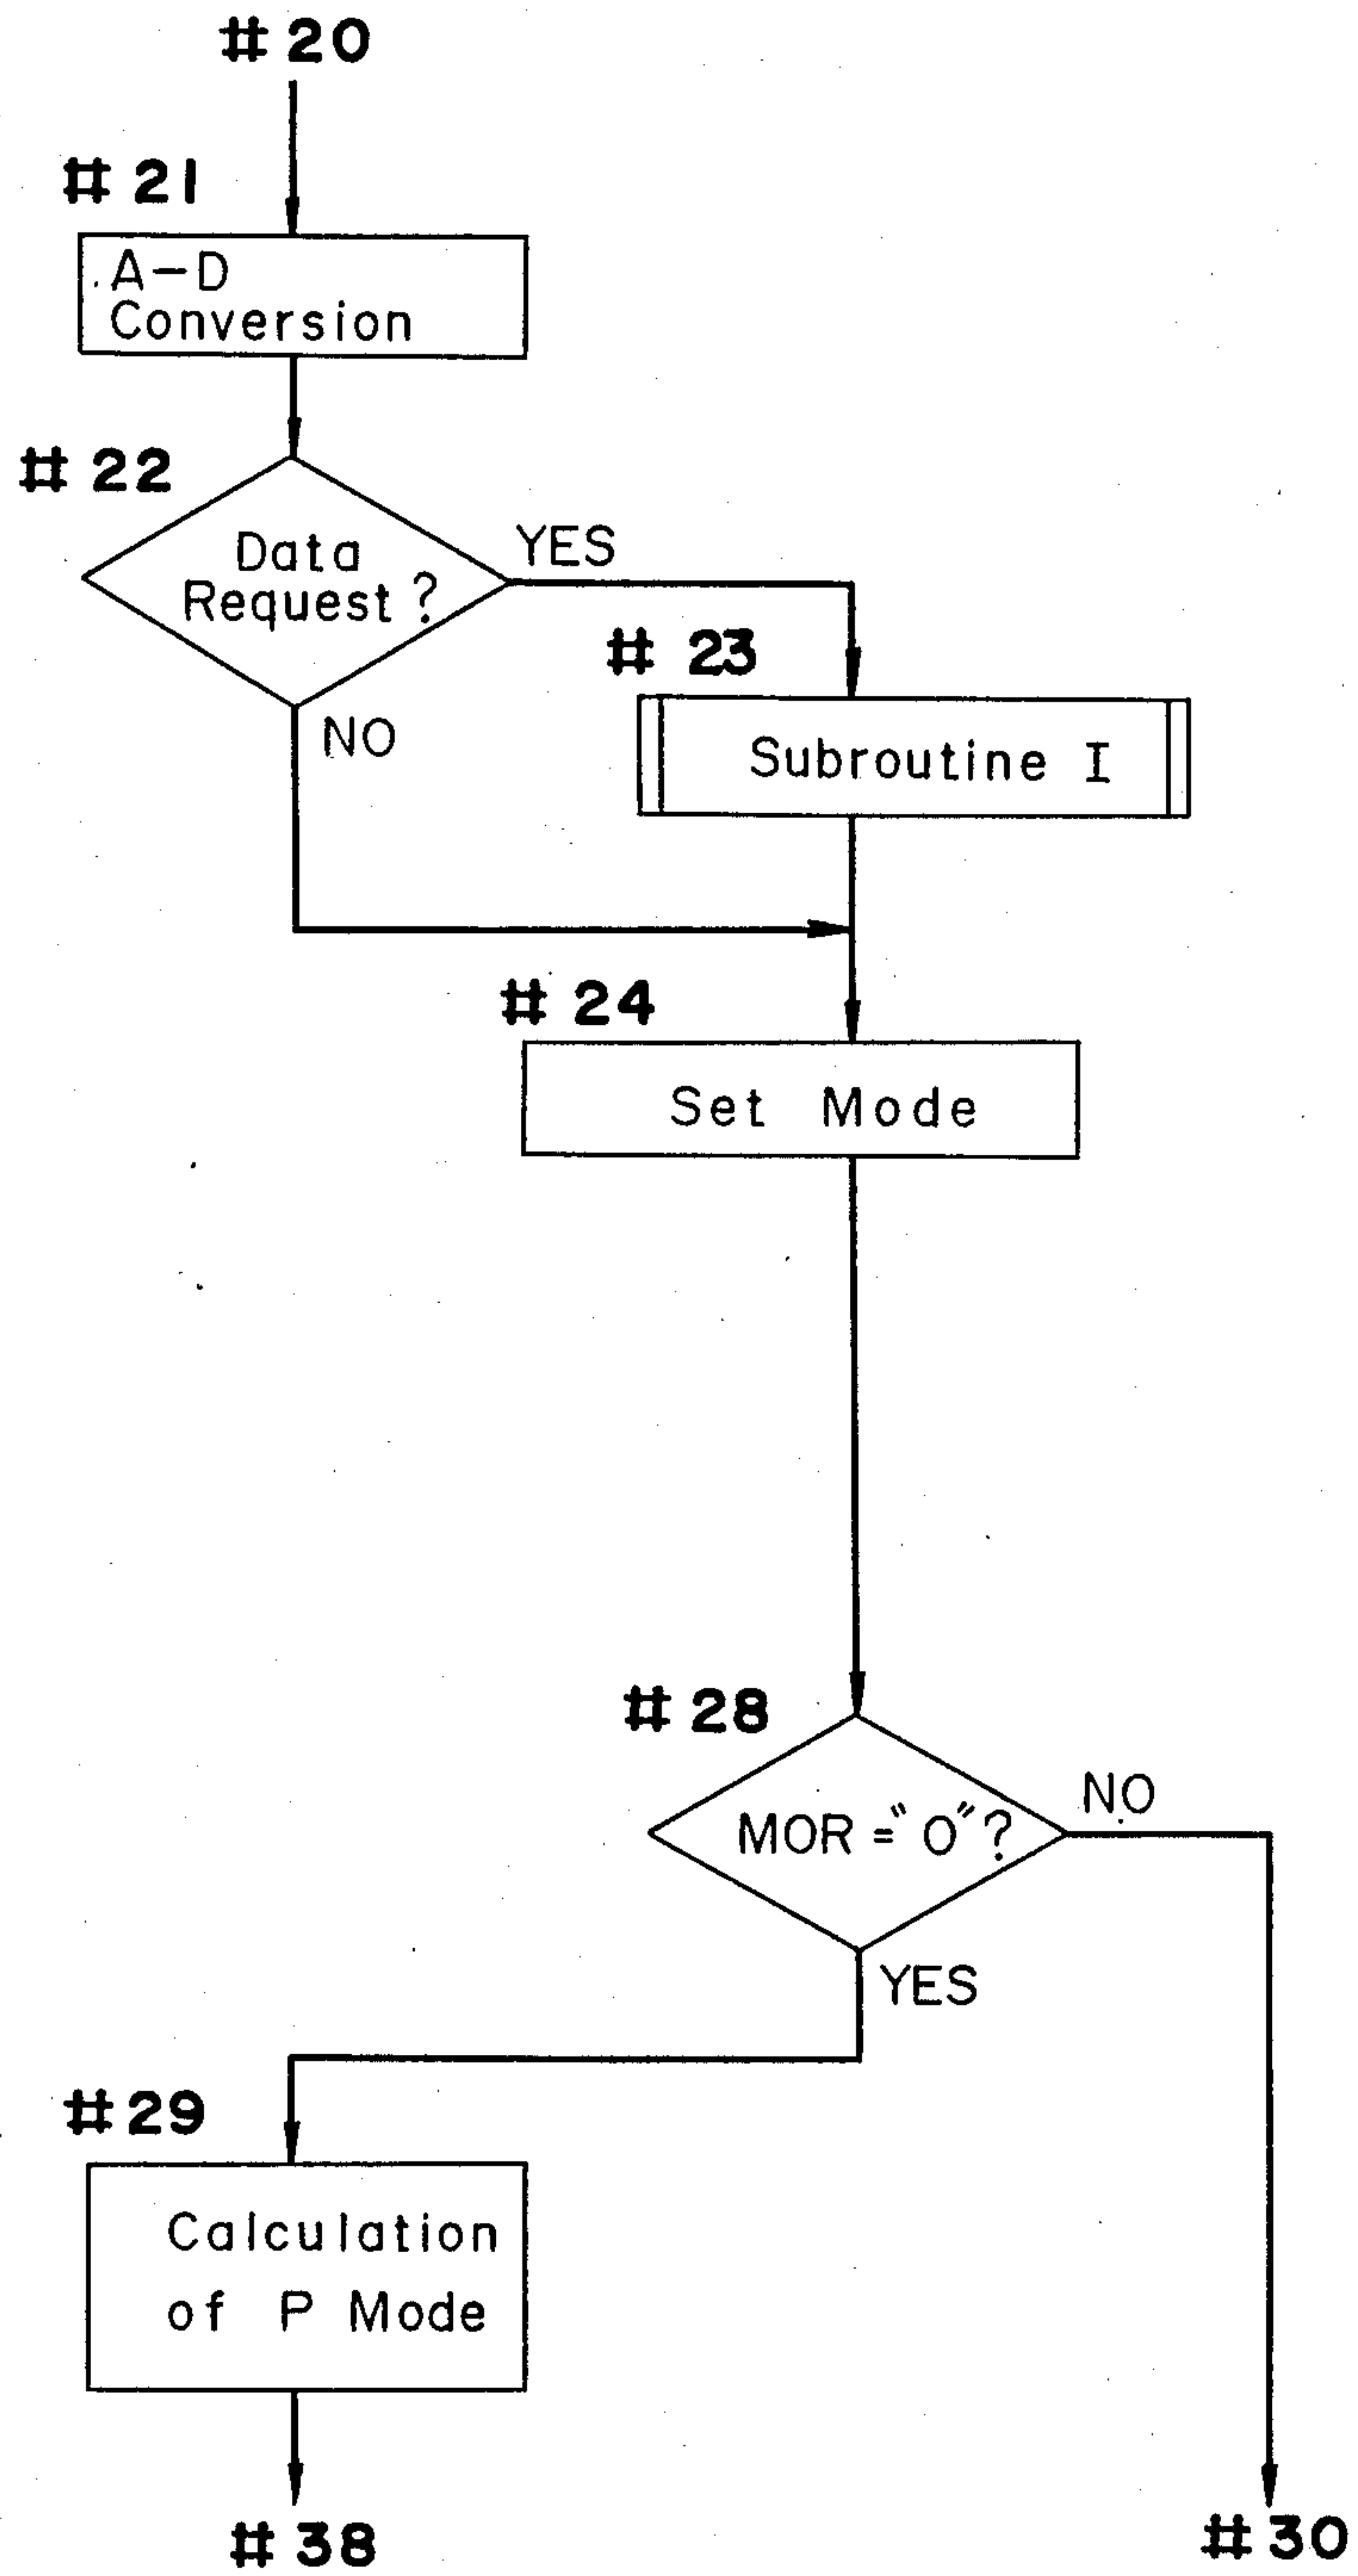 #20
#21
A-D
Conversion
#22
Data
Request?
YES
NO
#23
Subroutine I
#24
Set Mode
#28
MOR="0"?
NO
YES
#29
Calculation
of P Mode
#38
#30